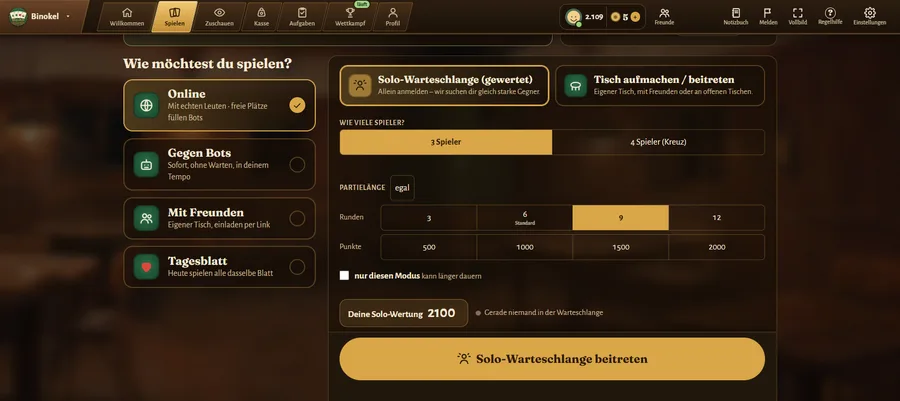 Binokel
Willkommen
Spielen
Zuschauen
Kasse
Aufgaben
läuft
Wettkampf
Profil
2.109
5
Freunde
Notizbuch
Melden
Vollbild
Regelhilfe
Einstellungen
Wie möchtest du spielen?
Online
Mit echten Leuten · freie Plätze
füllen Bots
Gegen Bots
Sofort, ohne Warten, in deinem
Tempo
Mit Freunden
Eigener Tisch, einladen per Link
Tagesblatt
Heute spielen alle dasselbe Blatt
Solo-Warteschlange (gewertet)
Allein anmelden – wir suchen dir gleich starke Gegner.
Tisch aufmachen / beitreten
Eigener Tisch, mit Freunden oder an offenen Tischen.
WIE VIELE SPIELER?
3 Spieler
4 Spieler (Kreuz)
PARTIELÄNGE
egal
Runden
3
6
Standard
9
12
Punkte
500
1000
1500
2000
nur diesen Modus kann länger dauern
Deine Solo-Wertung 2100
Gerade niemand in der Warteschlange
Solo-Warteschlange beitreten